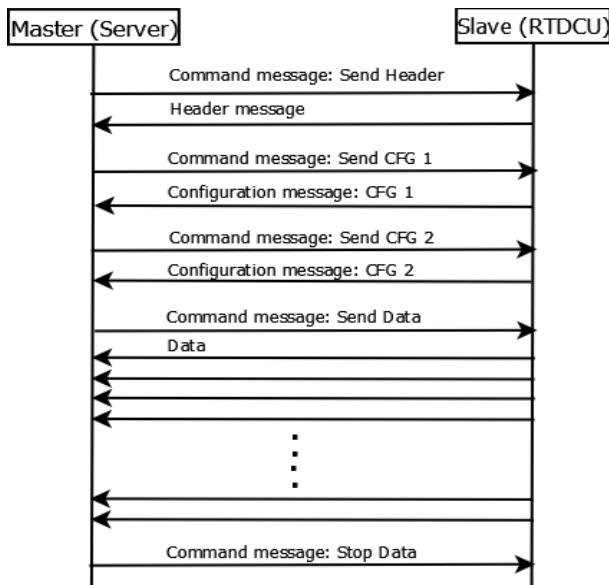 Master (Server)
Slave (RTDCU)
Command message: Send Header
Header message
Command message: Send CFG 1
Configuration message: CFG 1
Command message: Send CFG 2
Configuration message: CFG 2
Command message: Send Data
Data
Command message: Stop Data